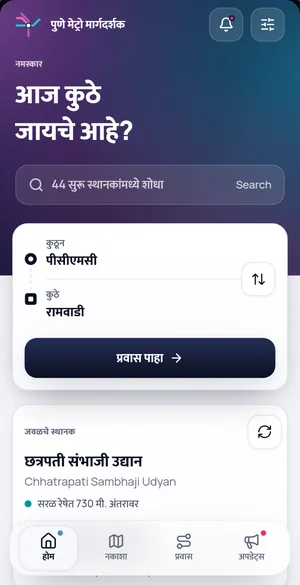 पुणे मेट्रो मार्गदर्शक
नमस्कार
आज कुठे
जायचे आहे?
४४ सुरू स्थानकांमध्ये शोधा Search
कुठून
पीसीएमसी
कुठे
रामवाडी
प्रवास पाहा →
जवळचे स्थानक
छत्रपती संभाजी उद्यान
Chhatrapati Sambhaji Udyan
सरळ रेषेत 730 मी. अंतरावर
होम नकाशा प्रवास अपडेट्स